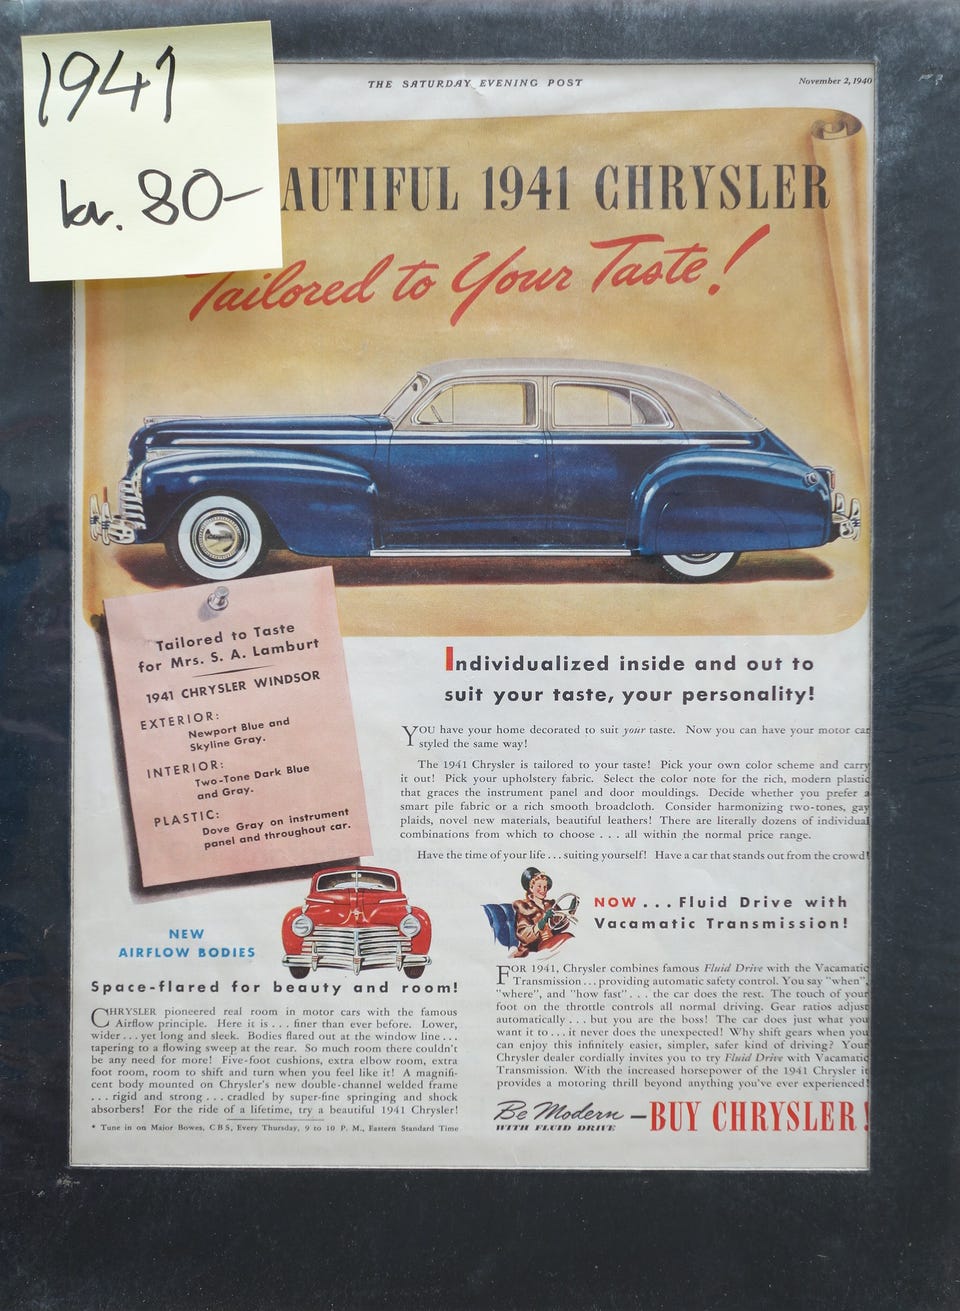 1941
kr. 80-
THE SATURDAY EVENING POST
November 2, 1940
AUTIFUL 1941 CHRYSLER
Tailored to Your Taste!
Tailored to Taste
for Mrs. S. A. Lamburt
1941 CHRYSLER WINDSOR
EXTERIOR:
Newport Blue and
Skyline Gray.
INTERIOR:
Two-Tone Dark Blue
and Gray.
PLASTIC:
Dove Gray on instrument
panel and throughout car.
Individualized inside and out to
suit your taste, your personality!
YOU have your home decorated to suit your taste. Now you can have your motor car
styled the same way!
The 1941 Chrysler is tailored to your taste! Pick your own color scheme and carry
it out! Pick your upholstery fabric. Select the color note for the rich, modern plastic
that graces the instrument panel and door mouldings. Decide whether you prefer a
smart pile fabric or a rich smooth broadcloth. Consider harmonizing two-tones, gay
plaids, novel new materials, beautiful leathers! There are literally dozens of individual
combinations from which to choose . . . all within the normal price range.
Have the time of your life . . . suiting yourself! Have a car that stands out from the crowd!
NEW
AIRFLOW BODIES
Space-flared for beauty and room!
CHRYSLER pioneered real room in motor cars with the famous
Airflow principle. Here it is . . . finer than ever before. Lower,
wider . . . yet long and sleek. Bodies flared out at the window line . . .
tapering to a flowing sweep at the rear. So much room there couldn't
be any need for more! Five-foot cushions, extra elbow room, extra
foot room, room to shift and turn when you feel like it! A magnifi-
cent body mounted on Chrysler's new double-channel welded frame
. . . rigid and strong . . . cradled by super-fine springing and shock
absorbers! For the ride of a lifetime, try a beautiful 1941 Chrysler!
* Tune in on Major Bowes, CBS, Every Thursday, 9 to 10 P. M., Eastern Standard Time
NOW . . . Fluid Drive with
Vacamatic Transmission!
FOR 1941, Chrysler combines famous Fluid Drive with the Vacamatic
Transmission . . . providing automatic safety control. You say "when",
"where", and "how fast" . . . the car does the rest. The touch of your
foot on the throttle controls all normal driving. Gear ratios adjust
automatically . . . but you are the boss! The car does just what you
want it to . . . it never does the unexpected! Why shift gears when you
can enjoy this infinitely easier, simpler, safer kind of driving? Your
Chrysler dealer cordially invites you to try Fluid Drive with Vacamatic
Transmission. With the increased horsepower of the 1941 Chrysler it
provides a motoring thrill beyond anything you've ever experienced!
Be Modern
WITH FLUID DRIVE
—BUY CHRYSLER!